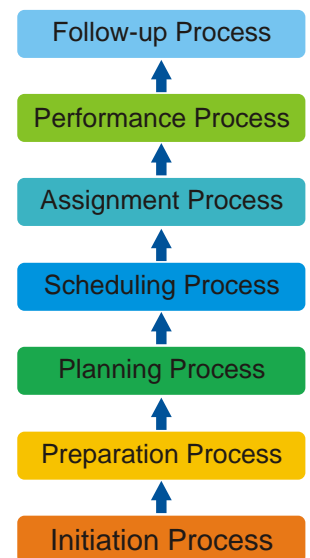 Follow-up Process
Performance Process
Assignment Process
Scheduling Process
Planning Process
Preparation Process
Initiation Process